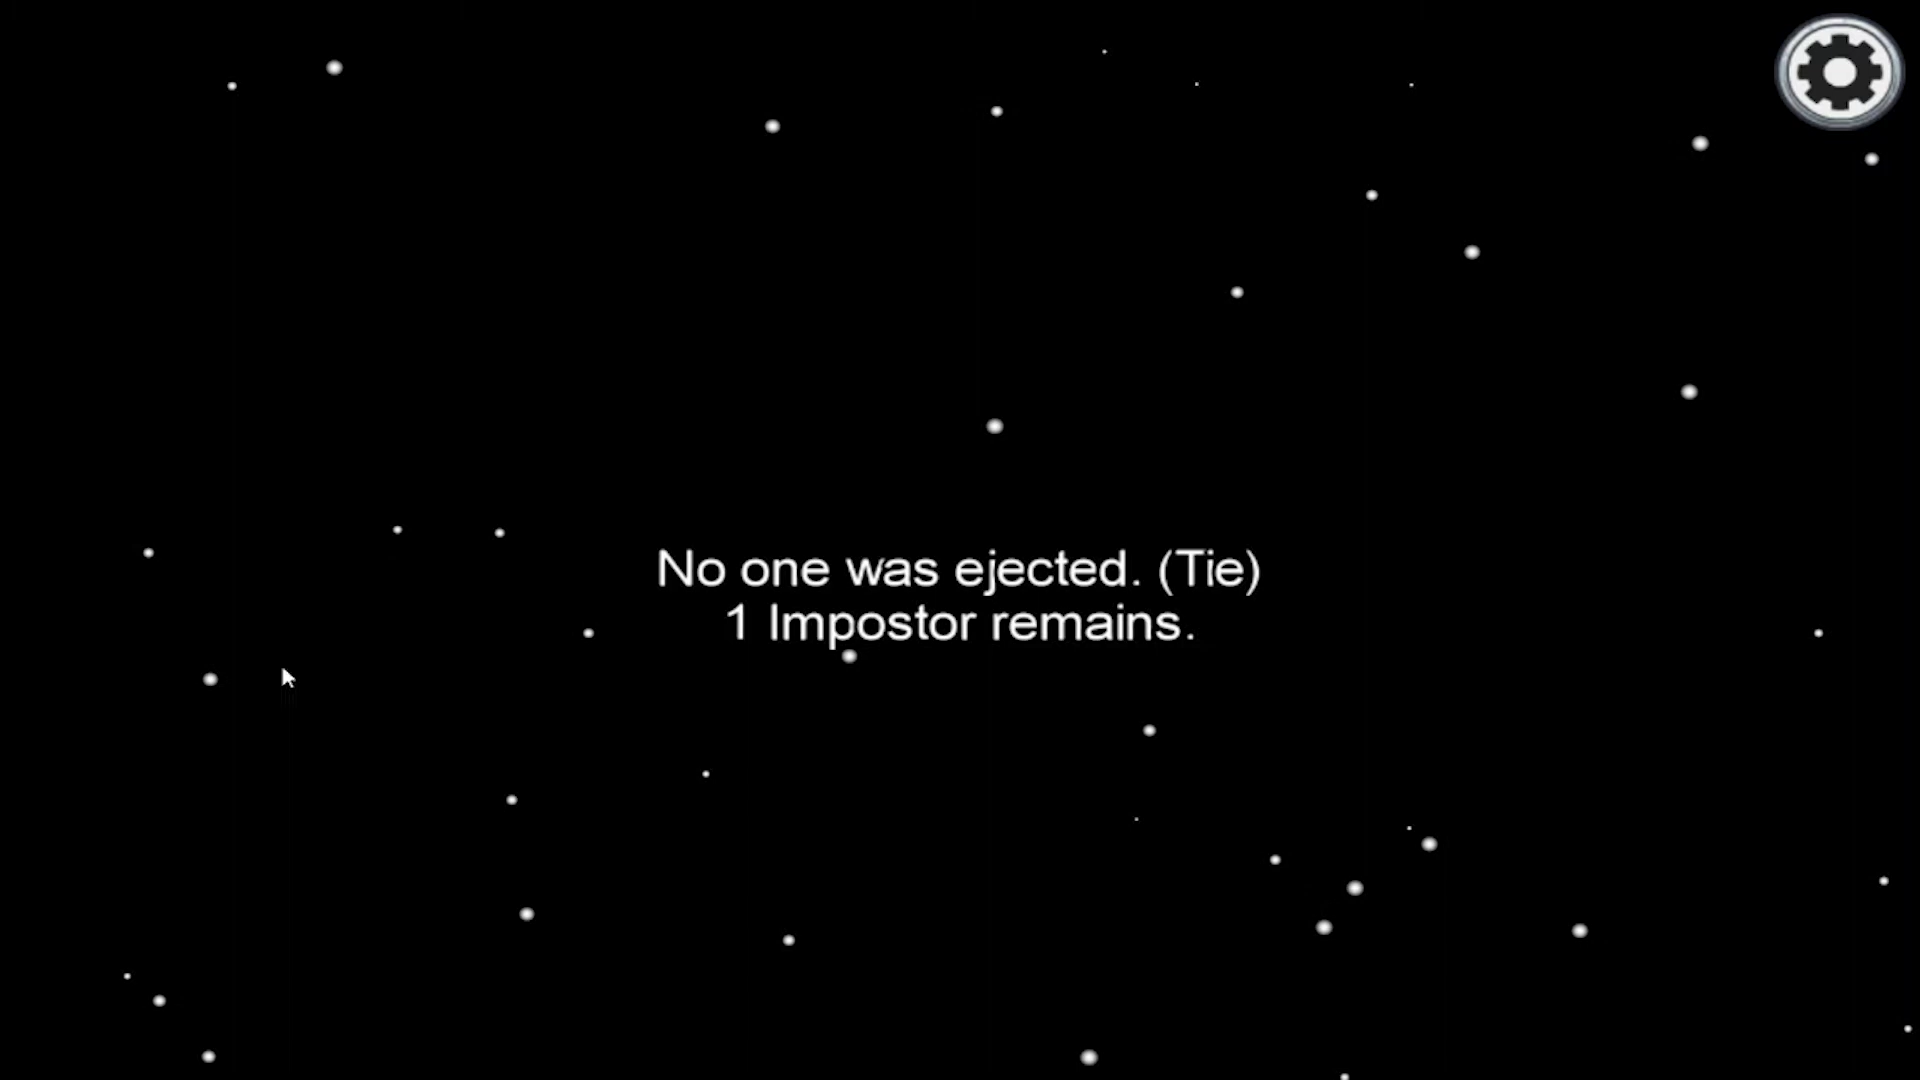 No one was ejected. (Tie)
1 Impostor remains.